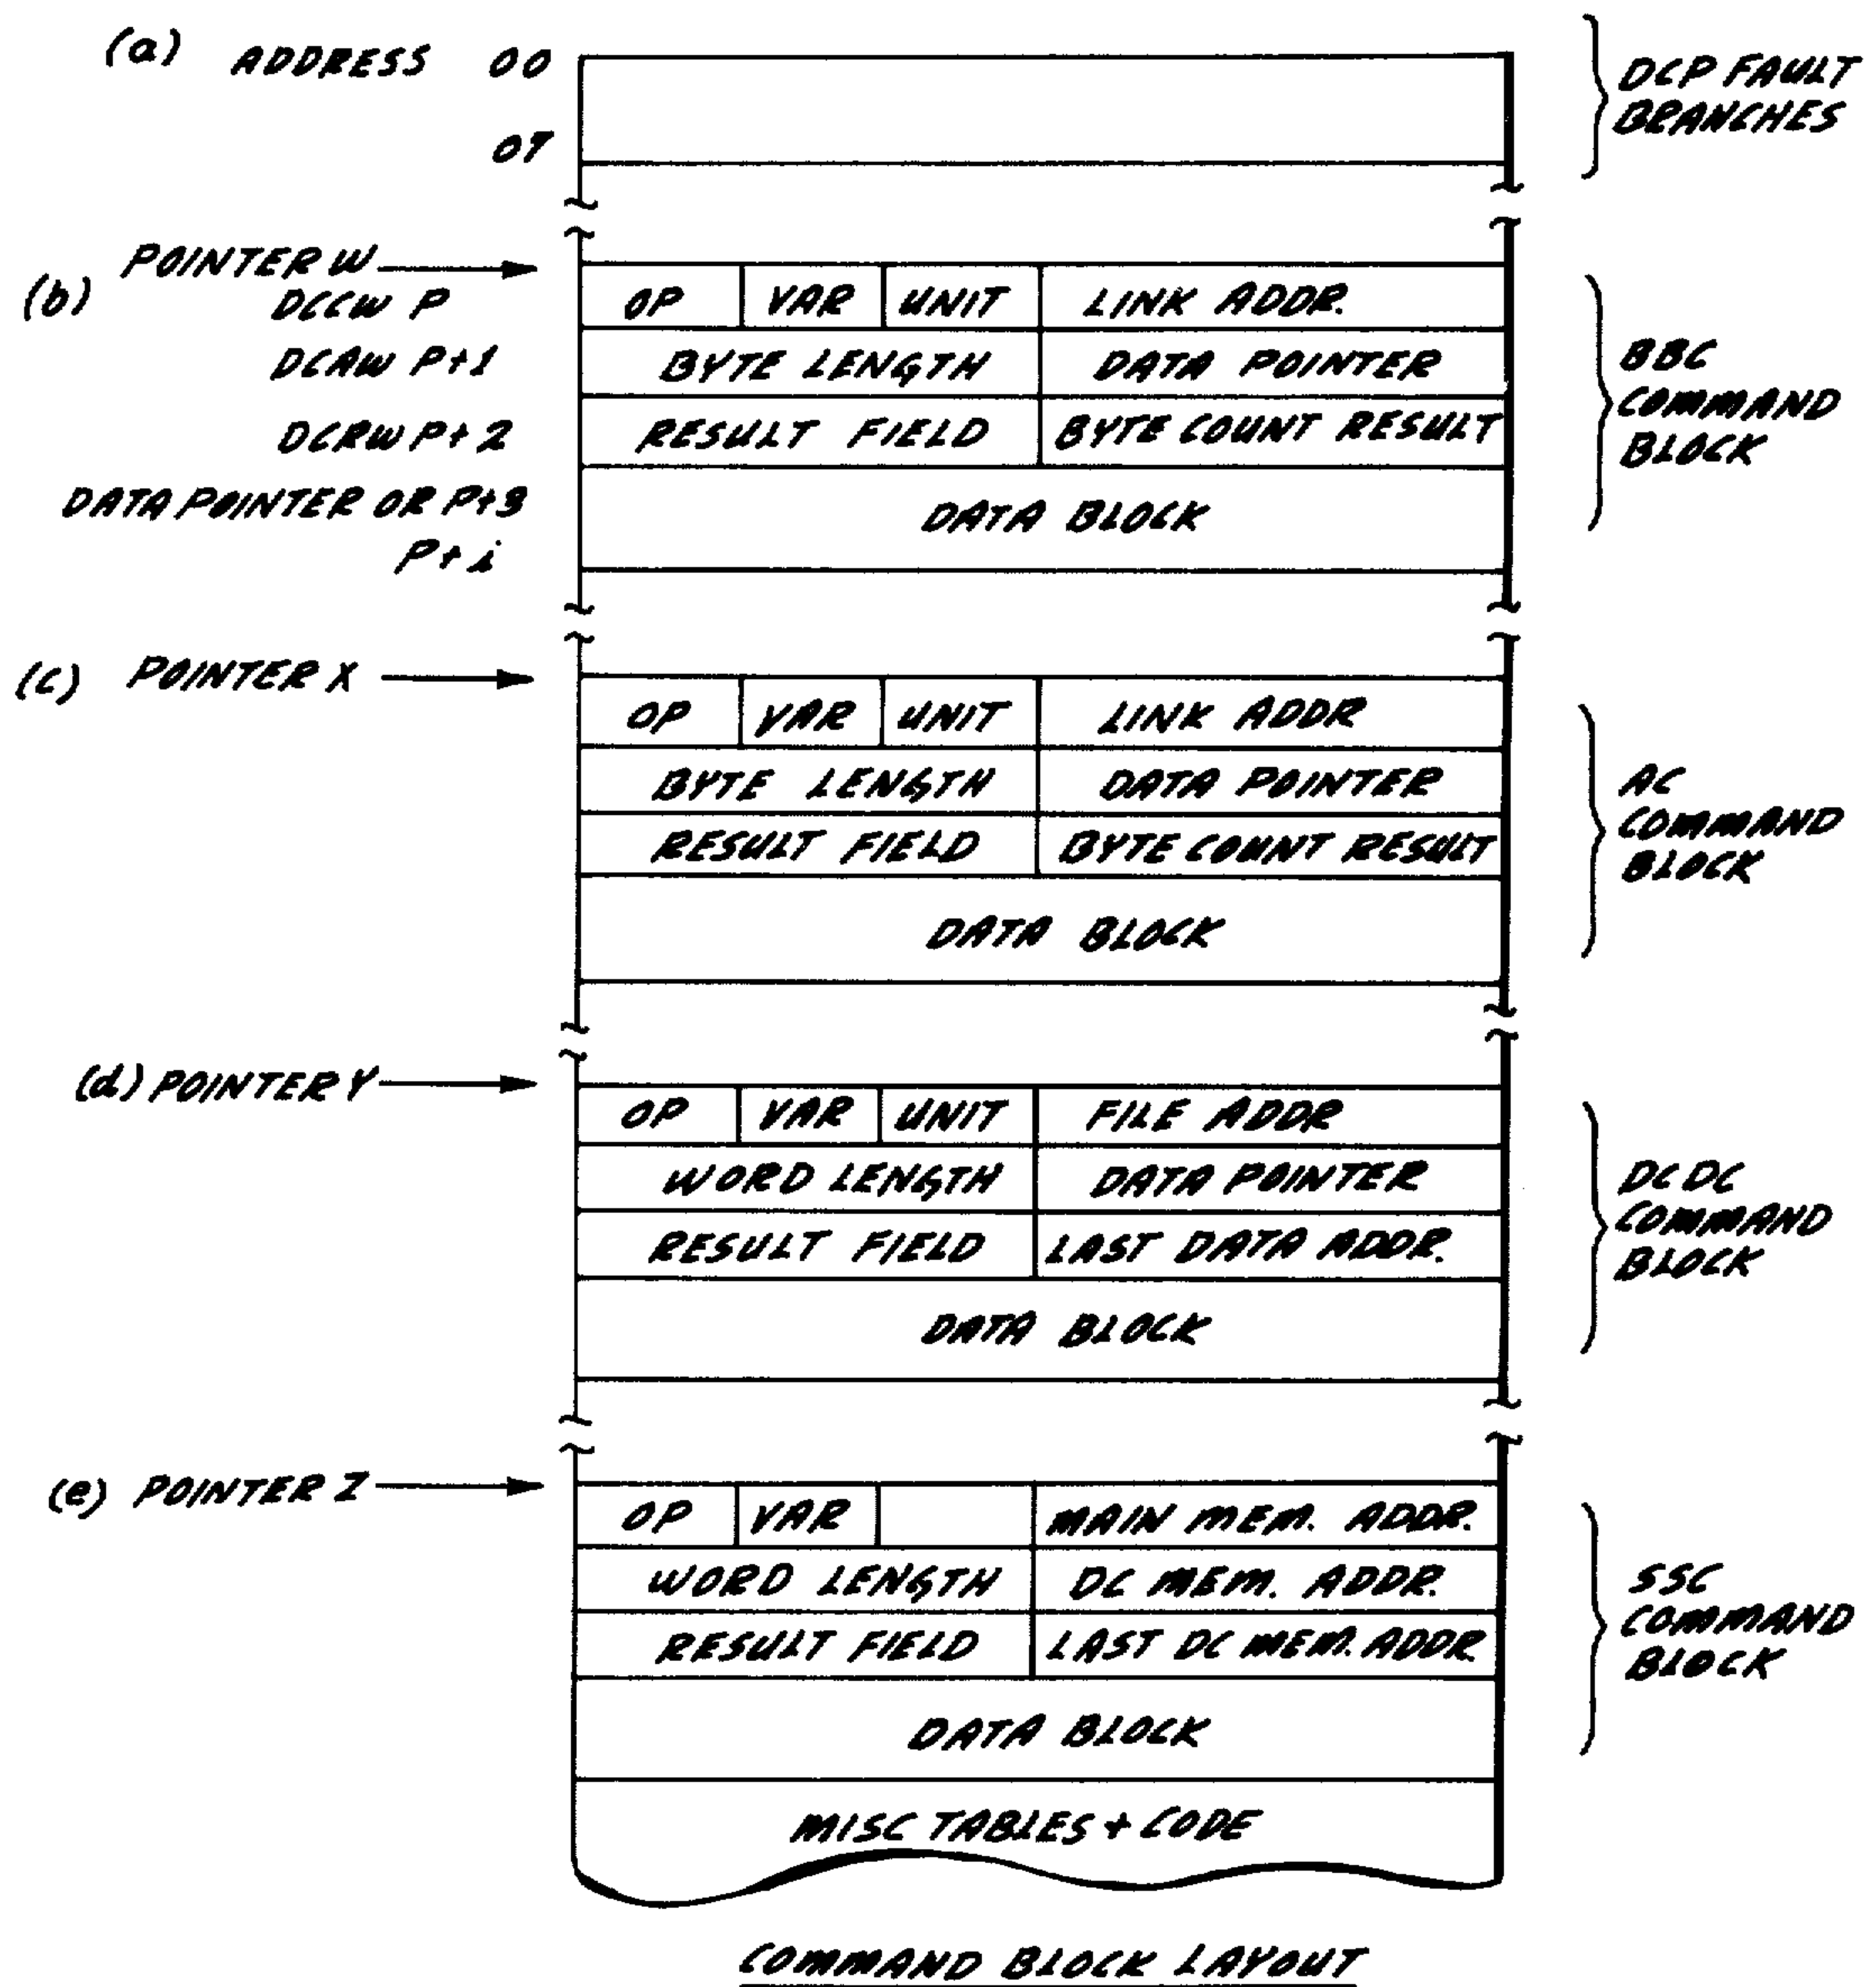 (a) ADDRESS 00
07
DCP FAULT
BRANCHES
(b) POINTER W
DCCW P
OP VAR UNIT LINK ADDR.
DCAW P+1
BYTE LENGTH DATA POINTER
DCRW P+2
RESULT FIELD BYTE COUNT RESULT
DATA POINTER OR P+3
P+i
DATA BLOCK
BBC
COMMAND
BLOCK
(c) POINTER X
OP VAR UNIT LINK ADDR
BYTE LENGTH DATA POINTER
RESULT FIELD BYTE COUNT RESULT
DATA BLOCK
AC
COMMAND
BLOCK
(d) POINTER Y
OP VAR UNIT FILE ADDR
WORD LENGTH DATA POINTER
RESULT FIELD LAST DATA ADDR.
DATA BLOCK
DCDC
COMMAND
BLOCK
(e) POINTER Z
OP VAR MAIN MEM. ADDR.
WORD LENGTH DC MEM. ADDR.
RESULT FIELD LAST DC MEM. ADDR
DATA BLOCK
SSC
COMMAND
BLOCK
MISC TABLES + CODE
COMMAND BLOCK LAYOUT